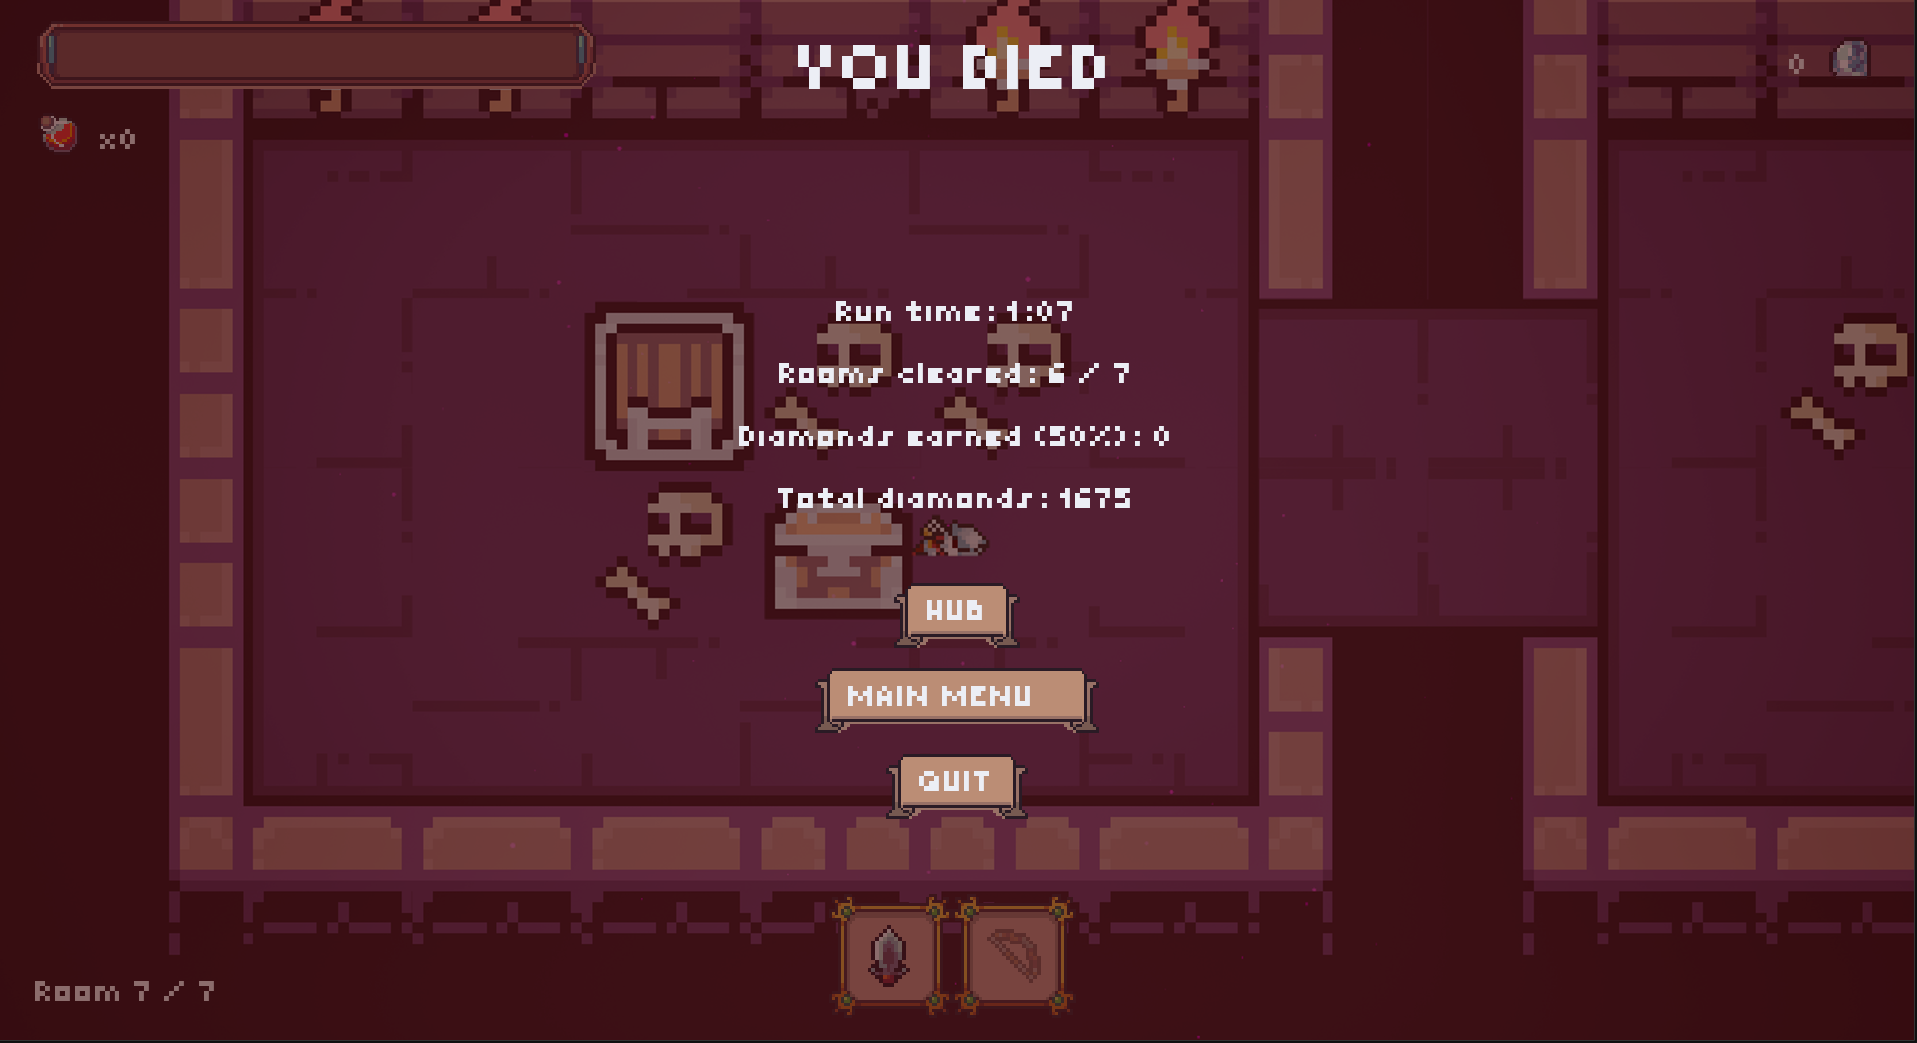 YOU DIED
0
x0
Run time: 1:07
Rooms cleared: 6 / 7
Diamonds earned (50%): 0
Total diamonds: 1675
HUB
MAIN MENU
QUIT
Room 7 / 7